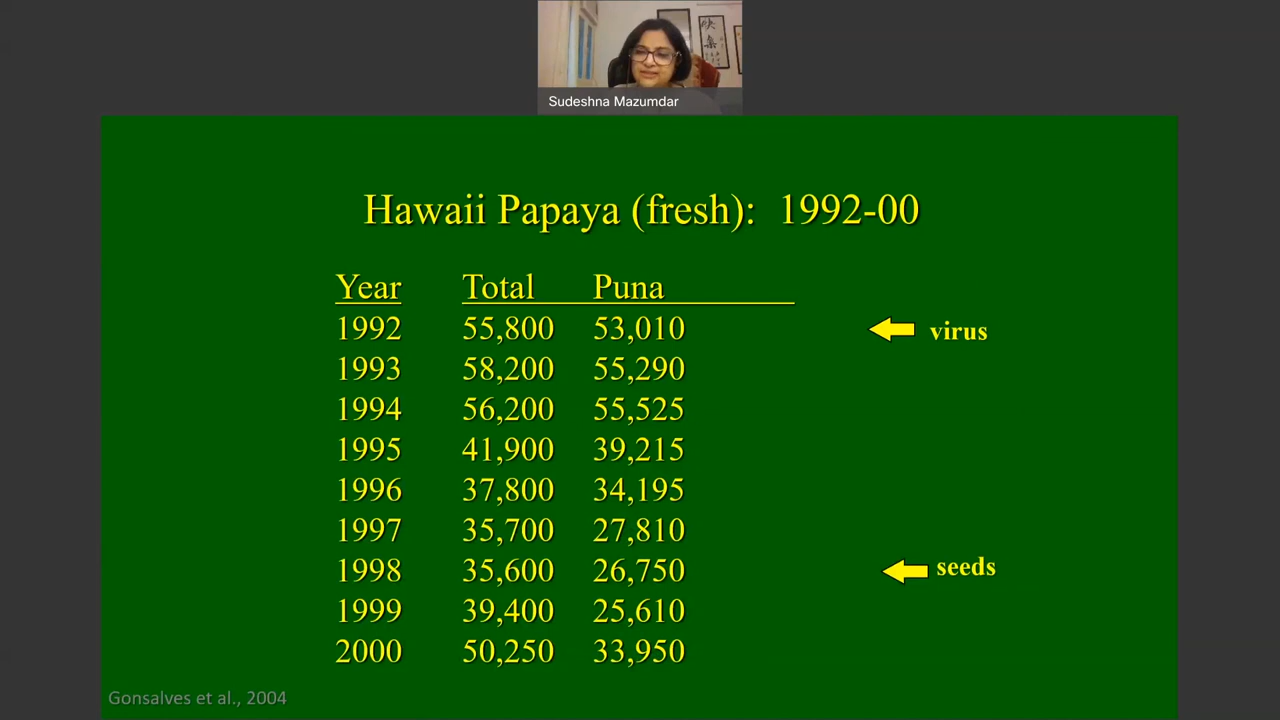 Sudeshna Mazumdar
Hawaii Papaya (fresh): 1992-00
Year Total Puna
1992 55,800 53,010 virus
1993 58,200 55,290
1994 56,200 55,525
1995 41,900 39,215
1996 37,800 34,195
1997 35,700 27,810
1998 35,600 26,750 seeds
1999 39,400 25,610
2000 50,250 33,950
Gonsalves et al., 2004